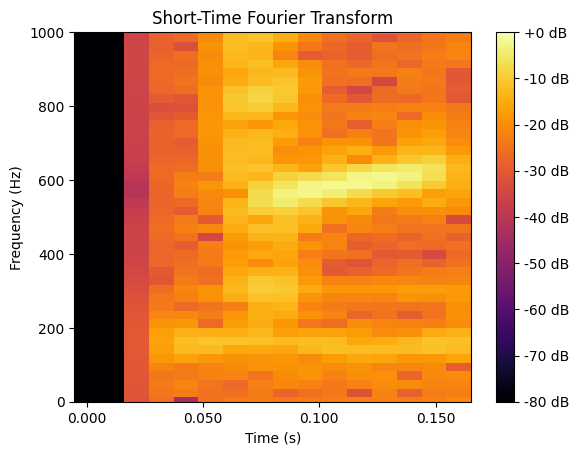 Short-Time Fourier Transform
Frequency (Hz)
1000
800
600
400
200
0
0.000
0.050
0.100
0.150
Time (s)
+0 dB
-10 dB
-20 dB
-30 dB
-40 dB
-50 dB
-60 dB
-70 dB
-80 dB